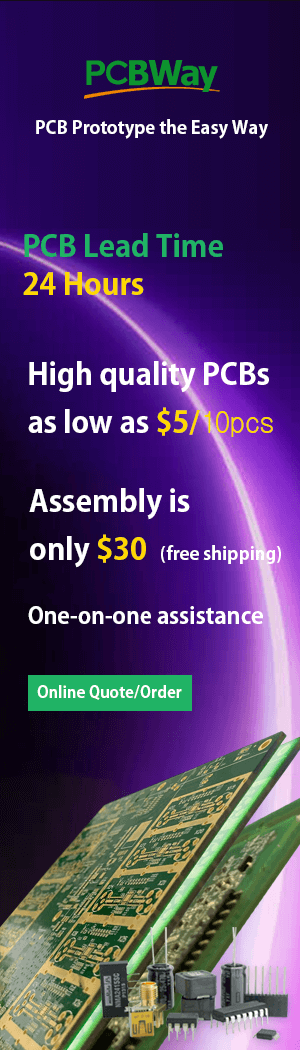 PCBWay
PCB Prototype the Easy Way
PCB Lead Time
24 Hours
High quality PCBs
as low as $5/10pcs
Assembly is
only $30 (free shipping)
One-on-one assistance
Online Quote/Order